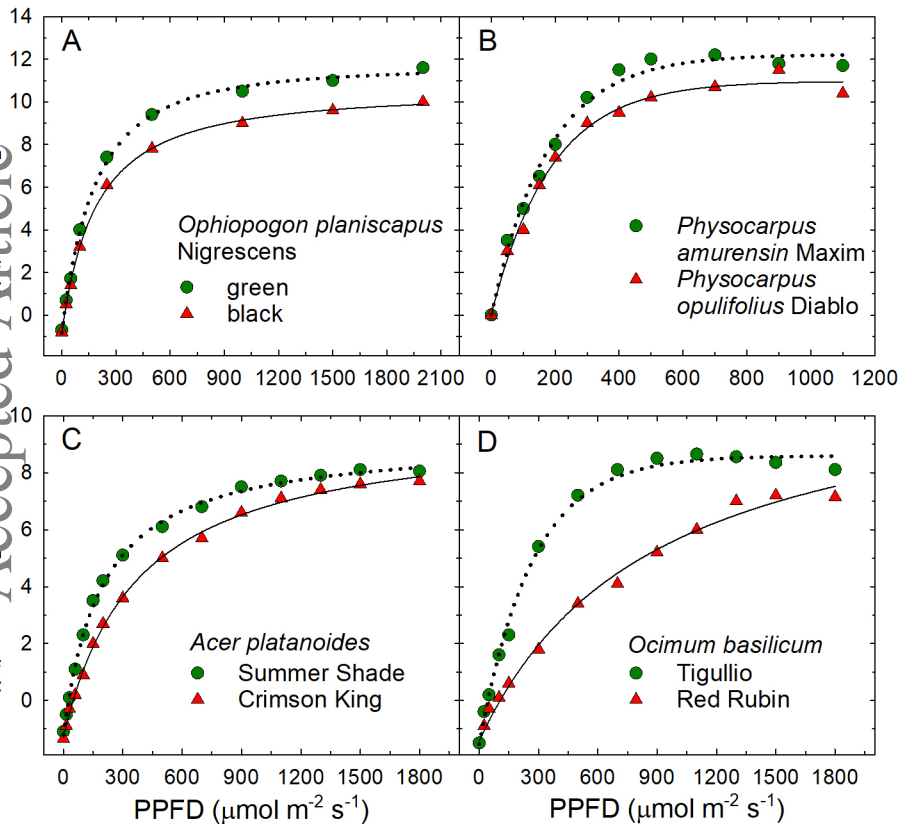 Accepted Article
14
12
10
8
6
4
2
0
A
Ophiopogon planiscapus
Nigrescens
green
black
0 300 600 900 1200 1500 1800 2100
B
Physocarpus
amurensin Maxim
Physocarpus
opulifolius Diablo
0 200 400 600 800 1000 1200
10
8
6
4
2
0
C
Acer platanoides
Summer Shade
Crimson King
0 300 600 900 1200 1500 1800
PPFD (μmol m-2 s-1)
D
Ocimum basilicum
Tigullio
Red Rubin
0 300 600 900 1200 1500 1800
PPFD (μmol m-2 s-1)